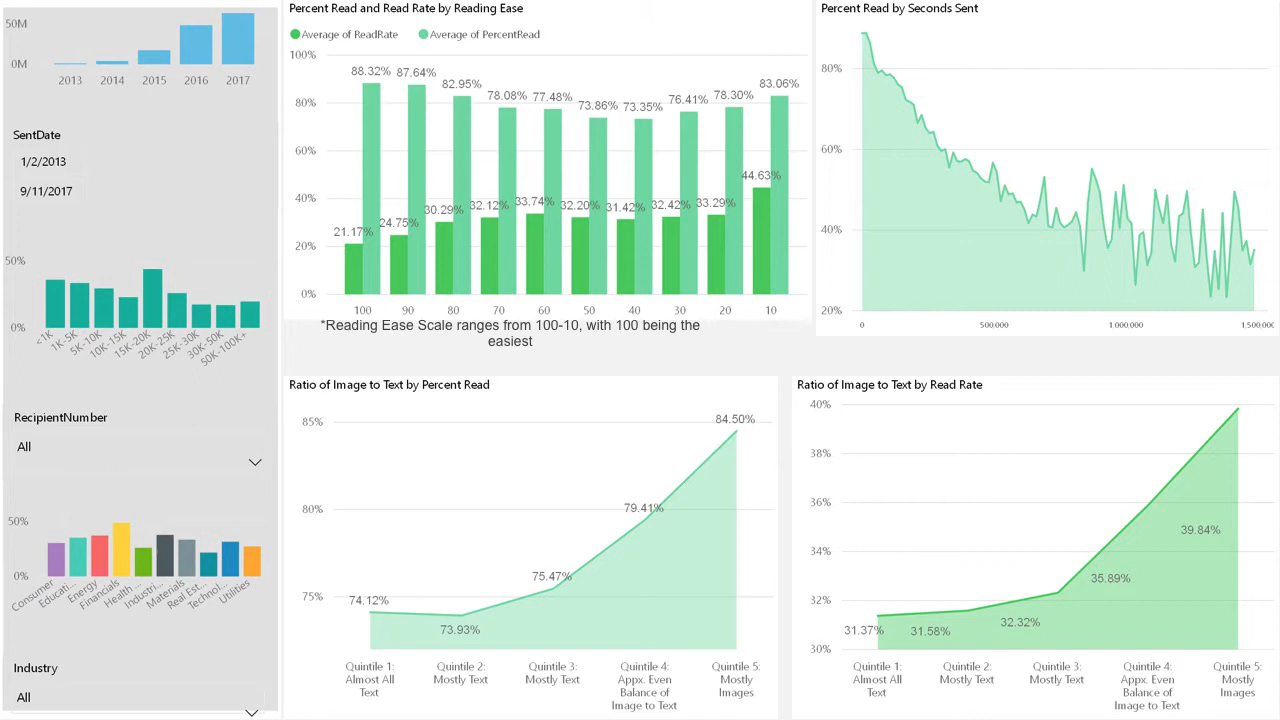 50M
0M
2013 2014 2015 2016 2017
SentDate
1/2/2013
9/11/2017
50%
0%
<1K 1K-5K 5K-10K 10K-15K 15K-20K 20K-25K 25K-30K 30K-50K 50K-100K+
RecipientNumber
All
50%
0%
Consumer Educati... Energy Financials Health... Industri... Materials Real Est... Technol... Utilities
Industry
All
Percent Read and Read Rate by Reading Ease
Average of ReadRate Average of PercentRead
100%
80%
60%
40%
20%
0%
88.32% 87.64% 82.95% 78.08% 77.48% 73.86% 73.35% 76.41% 78.30% 83.06%
21.17% 24.75% 30.29% 32.12% 33.74% 32.20% 31.42% 32.42% 33.29% 44.63%
100 90 80 70 60 50 40 30 20 10
*Reading Ease Scale ranges from 100-10, with 100 being the
easiest
Percent Read by Seconds Sent
80%
60%
40%
20%
0 500,000 1,000,000 1,500,000
Ratio of Image to Text by Percent Read
85%
80%
75%
74.12% 73.93% 75.47% 79.41% 84.50%
Quintile 1: Quintile 2: Quintile 3: Quintile 4: Quintile 5:
Almost All Mostly Text Mostly Text Appx. Even Mostly
Text Balance of Images
Image to Text
Ratio of Image to Text by Read Rate
40%
38%
36%
34%
32%
30%
31.37% 31.58% 32.32% 35.89% 39.84%
Quintile 1: Quintile 2: Quintile 3: Quintile 4: Quintile 5:
Almost All Mostly Text Mostly Text Appx. Even Mostly
Text Balance of Images
Image to Text